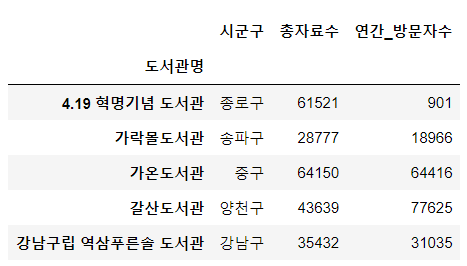 시군구 총자료수 연간_방문자수
도서관명
4.19 혁명기념 도서관 종로구 61521 901
가락몰도서관 송파구 28777 18966
가온도서관 중구 64150 64416
갈산도서관 양천구 43639 77625
강남구립 역삼푸른솔 도서관 강남구 35432 31035